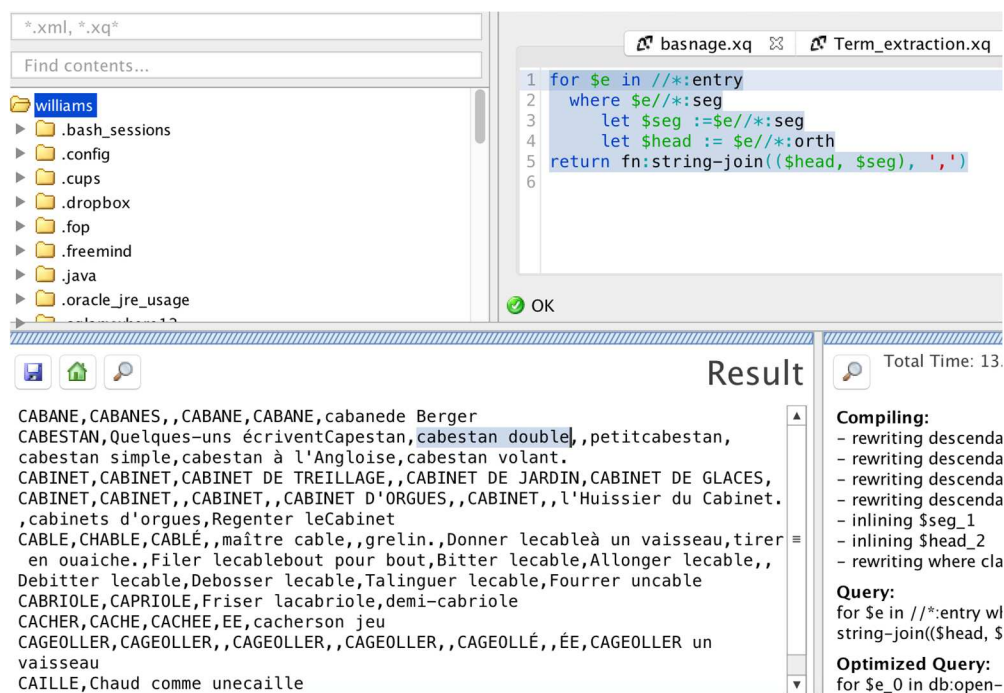 *.xml, *.xq*
Find contents...
williams
.bash_sessions
.config
.cups
.dropbox
.fop
.freemind
.java
.oracle_jre_usage
basnage.xq
Term_extraction.xq
1 for $e in //*:entry
2 where $e//*:seg
3 let $seg :=$e//*:seg
4 let $head := $e//*:orth
5 return fn:string-join(($head, $seg), ',')
6
OK
Result
CABANE,CABANES,,CABANE,CABANE,cabanede Berger
CABESTAN,Quelques-uns écriventCapestan,cabestan double,,petitcabestan,
cabestan simple,cabestan à l'Angloise,cabestan volant.
CABINET,CABINET,CABINET DE TREILLAGE,,CABINET DE JARDIN,CABINET DE GLACES,
CABINET,CABINET,,CABINET,,CABINET D'ORGUES,,CABINET,,l'Huissier du Cabinet.
,cabinets d'orgues,Regenter leCabinet
CABLE,CHABLE,CABLÉ,,maître cable,,grelin.,Donner lecableà un vaisseau,tirer
en ouaiche.,Filer lecablebout pour bout,Bitter lecable,Allonger lecable,,
Debitter lecable,Debosser lecable,Talinguer lecable,Fourrer uncable
CABRIOLE,CAPRIOLE,Friser lacabriole,demi-cabriole
CACHER,CACHE,CACHEE,EE,cacherson jeu
CAGEOLLER,CAGEOLLER,,CAGEOLLER,,CAGEOLLER,,CAGEOLLÉ,,ÉE,CAGEOLLER un
vaisseau
CAILLE,Chaud comme unecaille
Total Time: 13.
Compiling:
- rewriting descenda
- rewriting descenda
- rewriting descenda
- rewriting descenda
- inlining $seg_1
- inlining $head_2
- rewriting where cla
Query:
for $e in //*:entry wh
string-join(($head, $
Optimized Query:
for $e_0 in db:open-